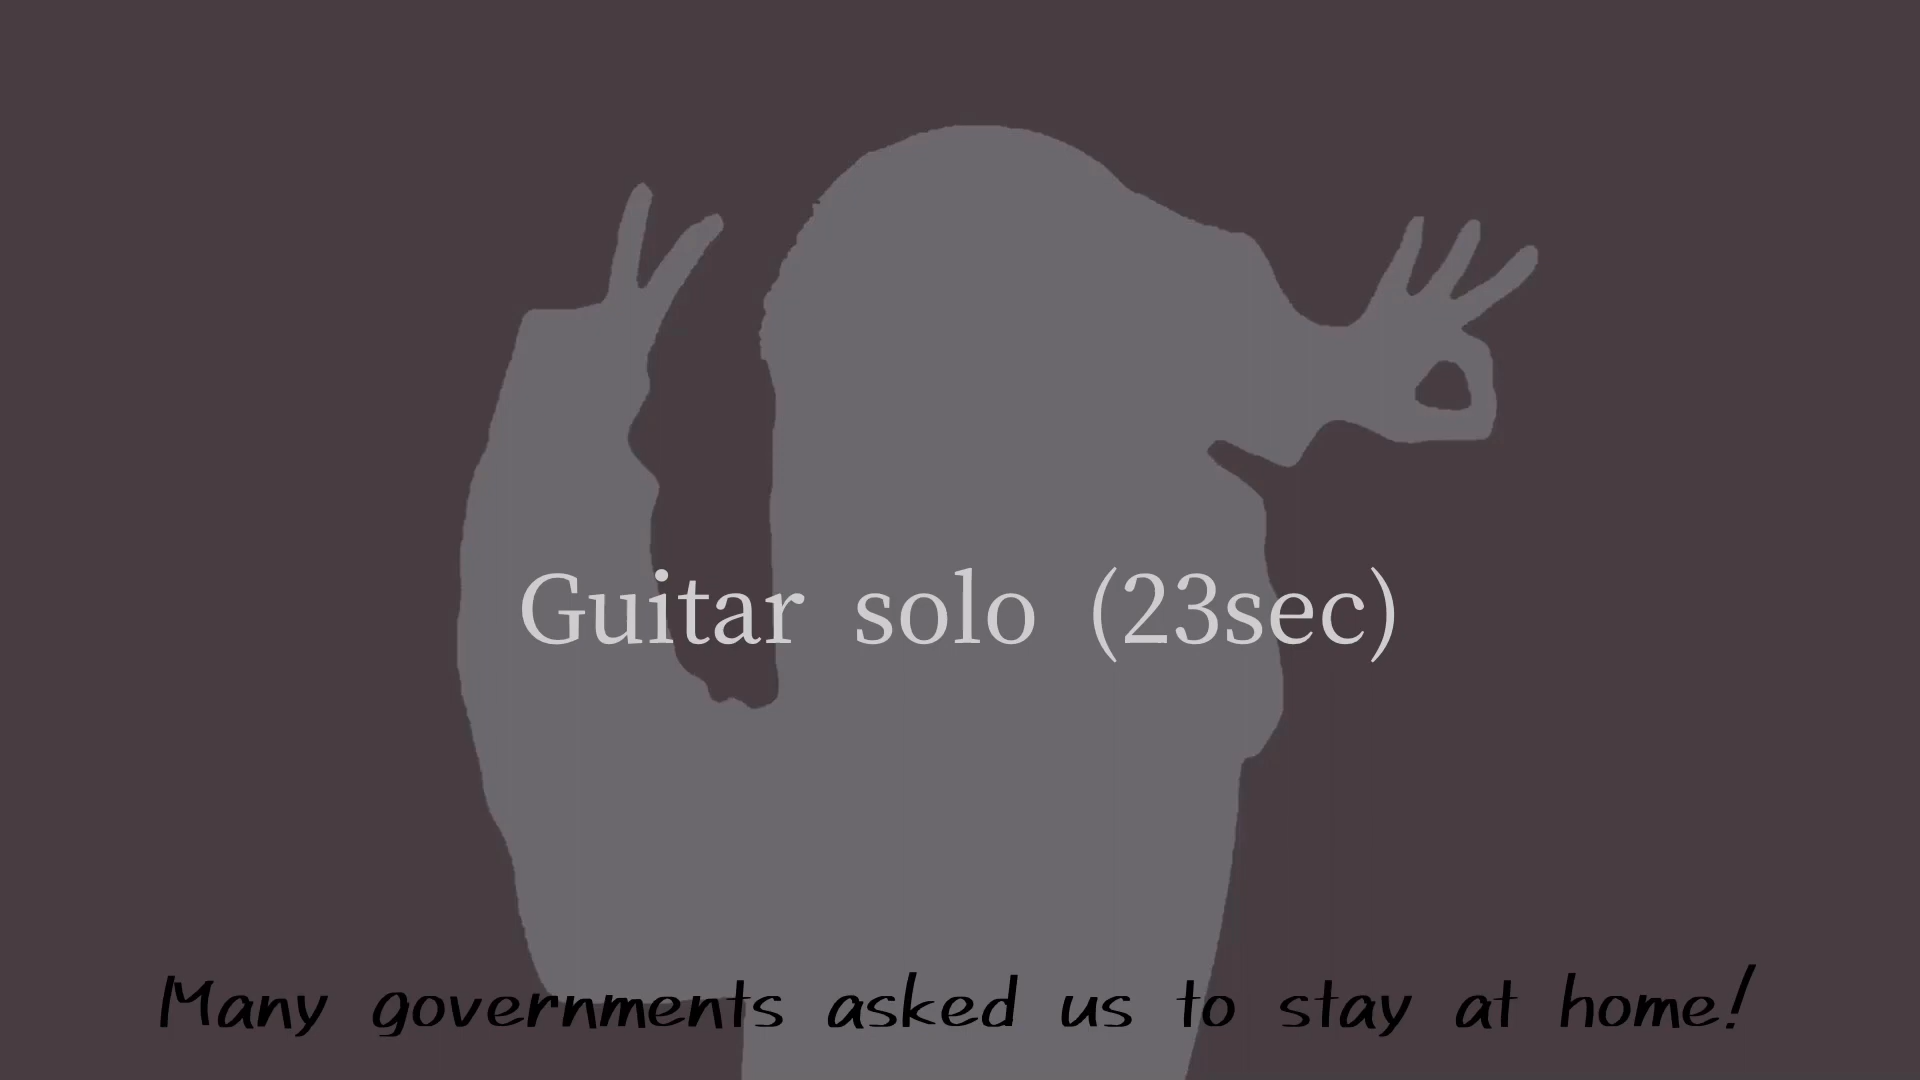 Guitar solo (23sec)
Many governments asked us to stay at home!